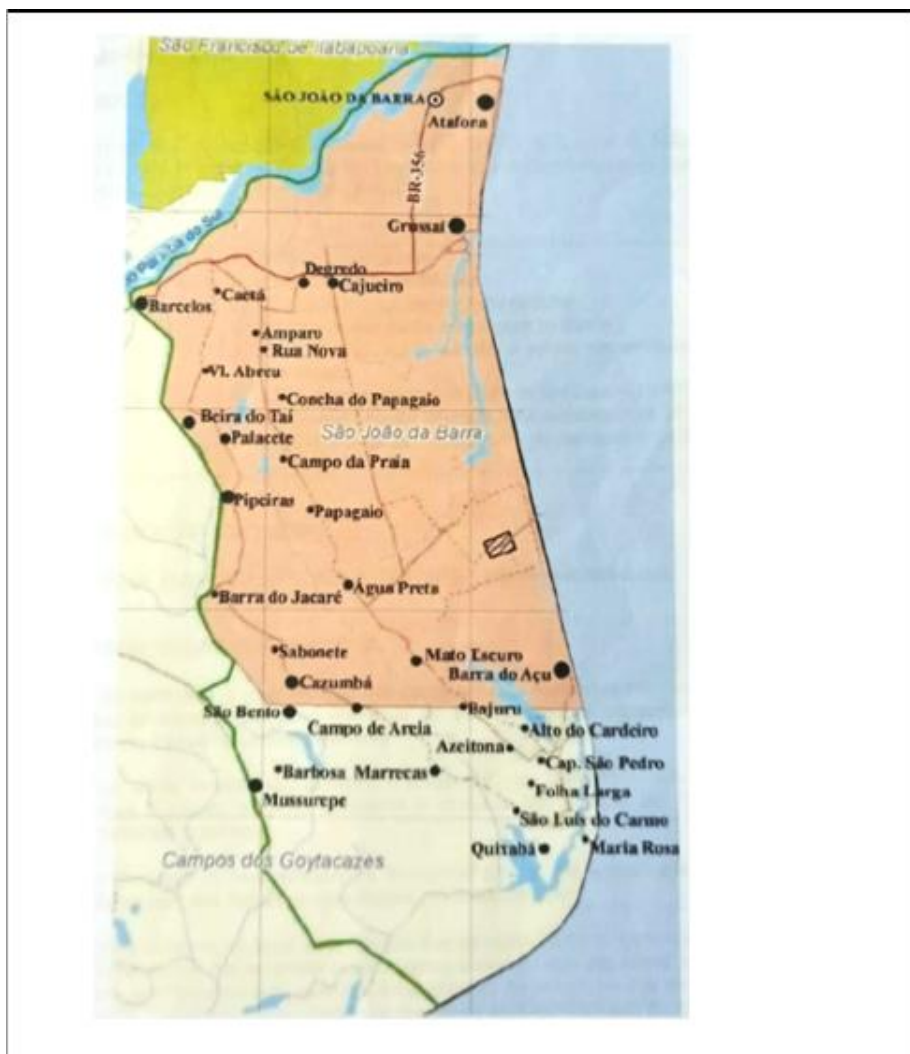 São Francisco de Itabapoana
SÃO JOÃO DA BARRA
Atafona
BR-356
Grussaí
Paraíba do Sul
Degredo
Caetá
Cajueiro
Barcelos
Amparo
Rua Nova
Vl. Abreu
Concha do Papagaio
Beira do Taí
Palacete
São João da Barra
Campo da Praia
Pipeiras
Papagaio
Água Preta
Barra do Jacaré
Sabonete
Mato Escuro
Barra do Açu
Cazumbá
São Bento
Campo de Areia
Bajuru
Alto do Cardeiro
Azeitona
Cap. São Pedro
Barbosa
Marrecas
Folha Larga
Mussurepe
São Luis do Carmo
Quixabá
Maria Rosa
Campos dos Goytacazes